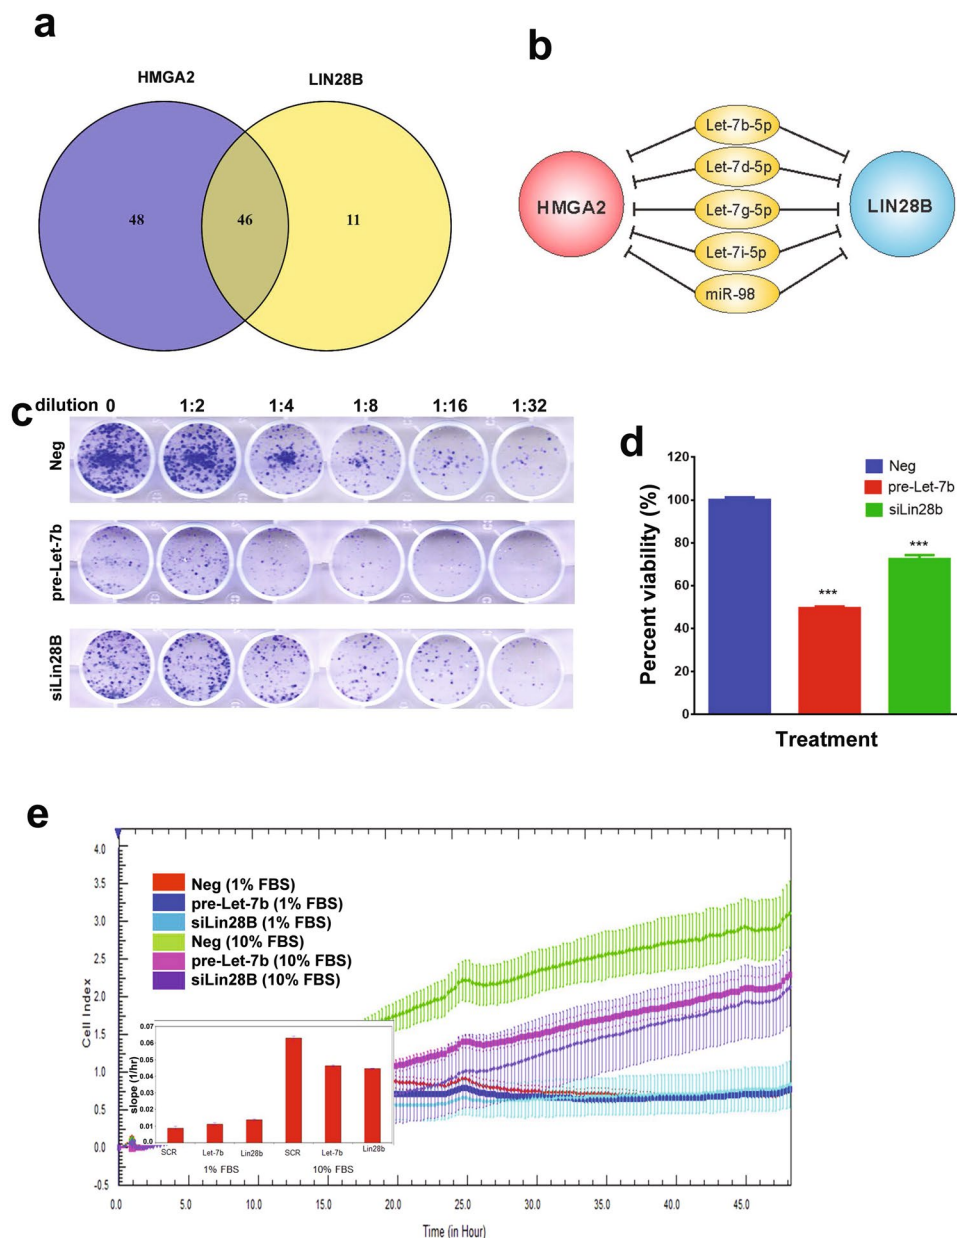 a
HMGA2
LIN28B
48
46
11
b
Let-7b-5p
Let-7d-5p
HMGA2
Let-7g-5p
LIN28B
Let-7i-5p
miR-98
c
dilution 0 1:2 1:4 1:8 1:16 1:32
Neg
pre-Let-7b
siLin28B
d
120
100
80
60
40
20
0
Percent viability (%)
Neg
pre-Let-7b
siLin28b
***
***
Treatment
e
4.0
3.5
3.0
2.5
2.0
1.5
1.0
0.5
0.0
-0.5
Cell Index
Neg (1% FBS)
pre-Let-7b (1% FBS)
siLin28B (1% FBS)
Neg (10% FBS)
pre-Let-7b (10% FBS)
siLin28B (10% FBS)
0.07
0.06
0.05
0.04
0.03
0.02
0.01
0.0
slope (1/hr)
SCR Let-7b Lin28b SCR Let-7b Lin28b
1% FBS 10% FBS
0.0 5.0 10.0 15.0 20.0 25.0 30.0 35.0 40.0 45.0
Time (in Hour)